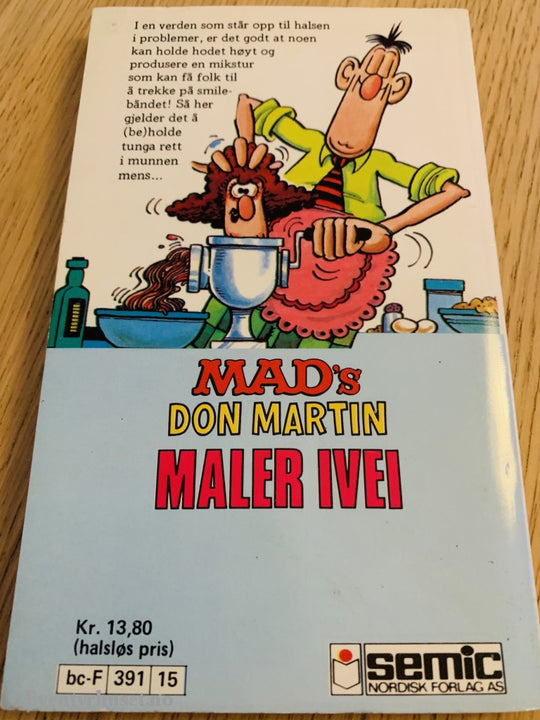 I en verden som står opp til halsen
i problemer, er det godt at noen
kan holde hodet høyt og
produsere en mikstur
som kan få folk til
å trekke på smile-
båndet! Så her
gjelder det å
(be)holde
tunga rett
i munnen
mens...
MAD's
DON MARTIN
MALER IVEI
Kr. 13,80
(halsløs pris)
bc-F 391 15
semic
NORDISK FORLAG AS